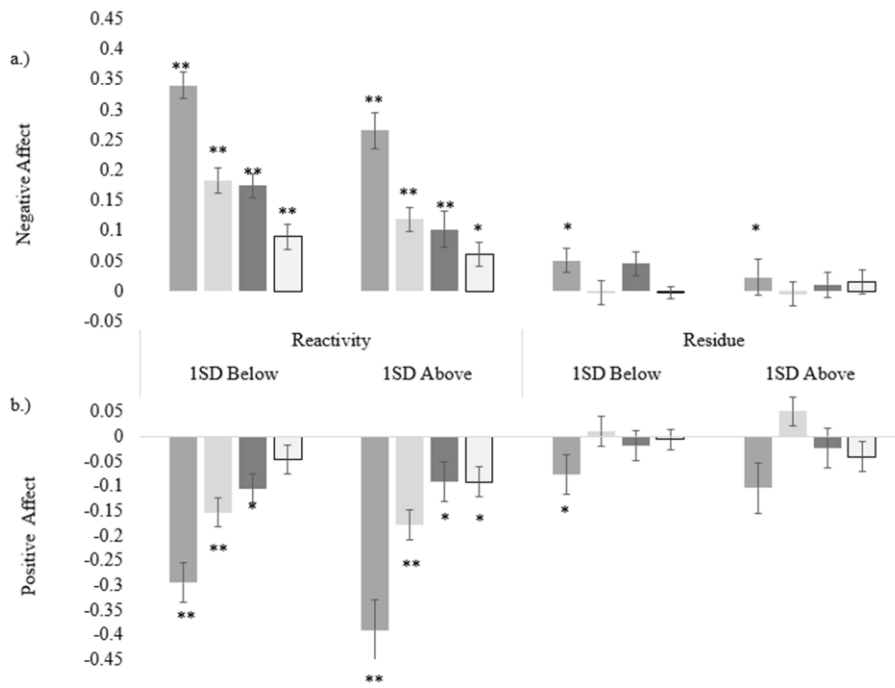 a.)
Negative Affect
0.45
0.4
0.35
0.3
0.25
0.2
0.15
0.1
0.05
0
-0.05
** ** ** **
** ** ** *
* *
Reactivity Residue
1SD Below 1SD Above 1SD Below 1SD Above
b.)
Positive Affect
0.05
0
-0.05
-0.1
-0.15
-0.2
-0.25
-0.3
-0.35
-0.4
-0.45
** ** *
** ** * *
*